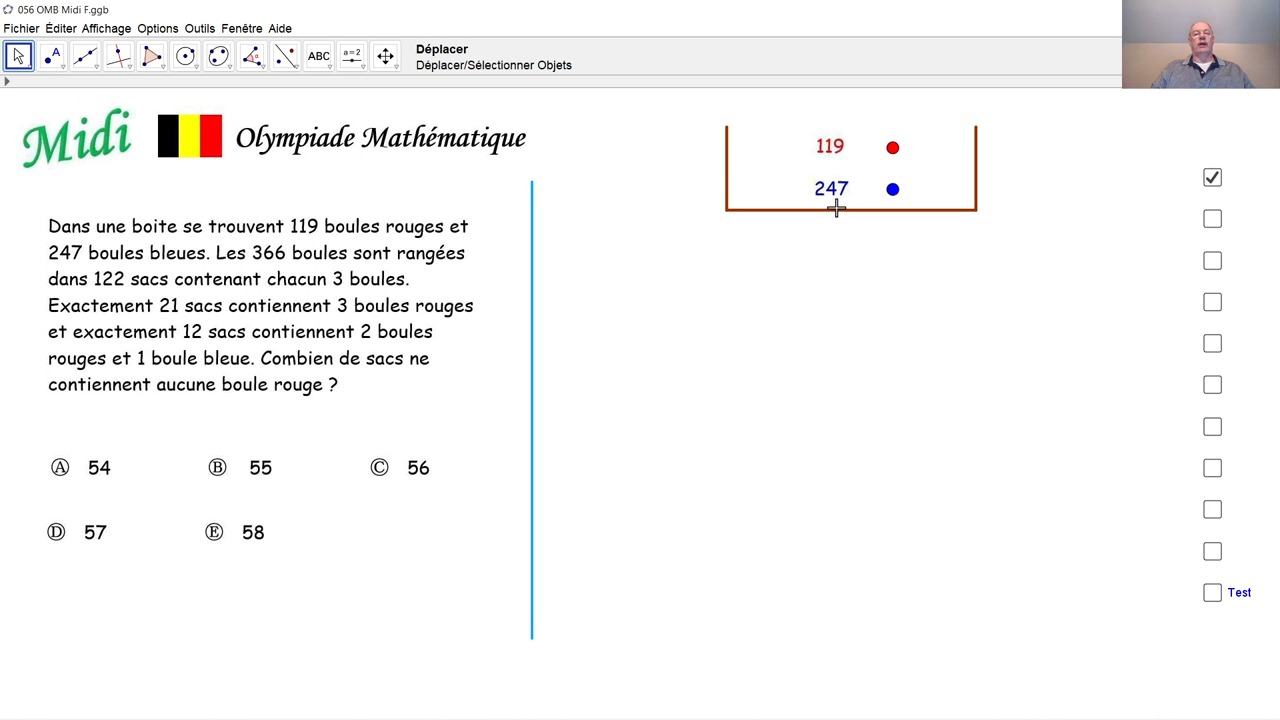 056 OMB Midi F.ggb
Fichier Éditer Affichage Options Outils Fenêtre Aide
A
ABC
a=2
Déplacer
Déplacer/Sélectionner Objets
Midi
Olympiade Mathématique
119
247
Dans une boite se trouvent 119 boules rouges et
247 boules bleues. Les 366 boules sont rangées
dans 122 sacs contenant chacun 3 boules.
Exactement 21 sacs contiennent 3 boules rouges
et exactement 12 sacs contiennent 2 boules
rouges et 1 boule bleue. Combien de sacs ne
contiennent aucune boule rouge ?
Ⓐ 54 Ⓑ 55 Ⓒ 56
Ⓓ 57 Ⓔ 58
Test